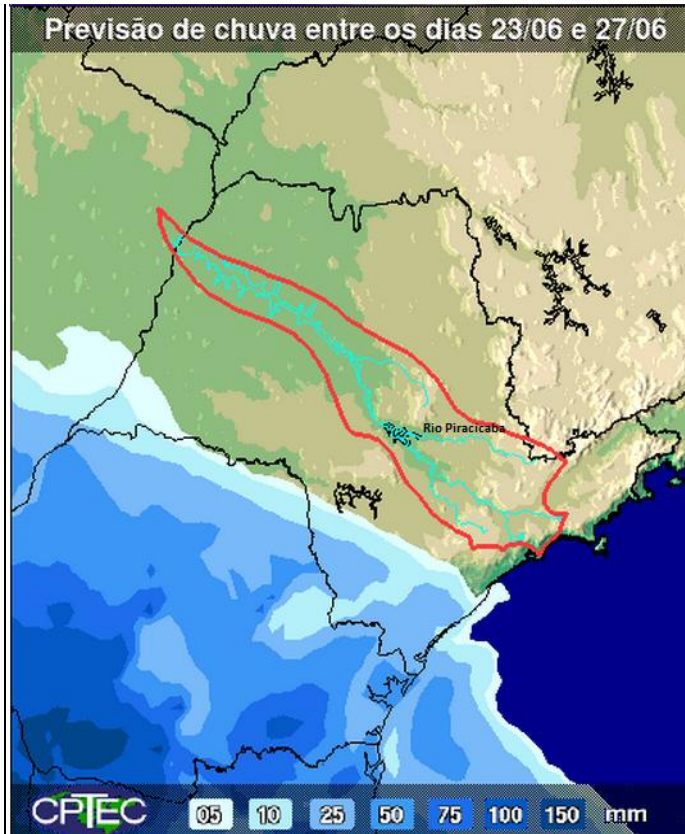 Previsão de chuva entre os dias 23/06 e 27/06
Rio Piracicaba
CPTEC 05 10 25 50 75 100 150 mm